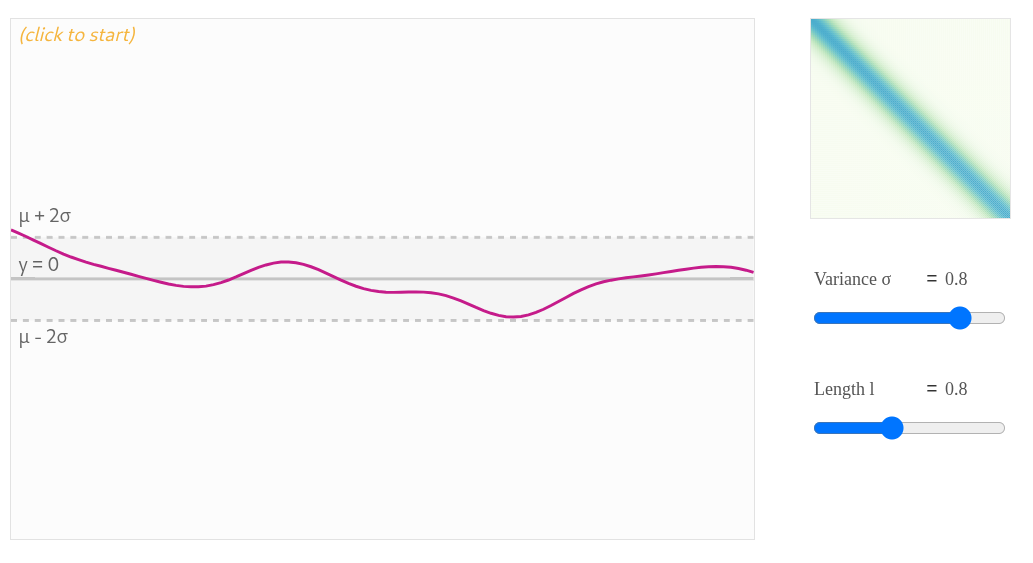 (click to start)
μ + 2σ
y = 0
μ - 2σ
Variance σ = 0.8
Length l = 0.8